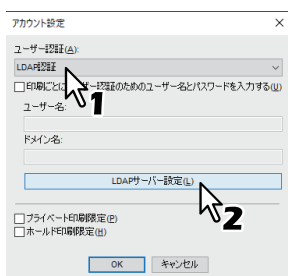 アカウント設定
ユーザー認証(A):
LDAP認証
印刷ごとにユーザー認証のためのユーザー名とパスワードを入力する(U)
1
ユーザー名:
ドメイン名:
LDAPサーバー設定(L)
2
プライベート印刷限定(P)
ホールド印刷限定(H)
OK キャンセル